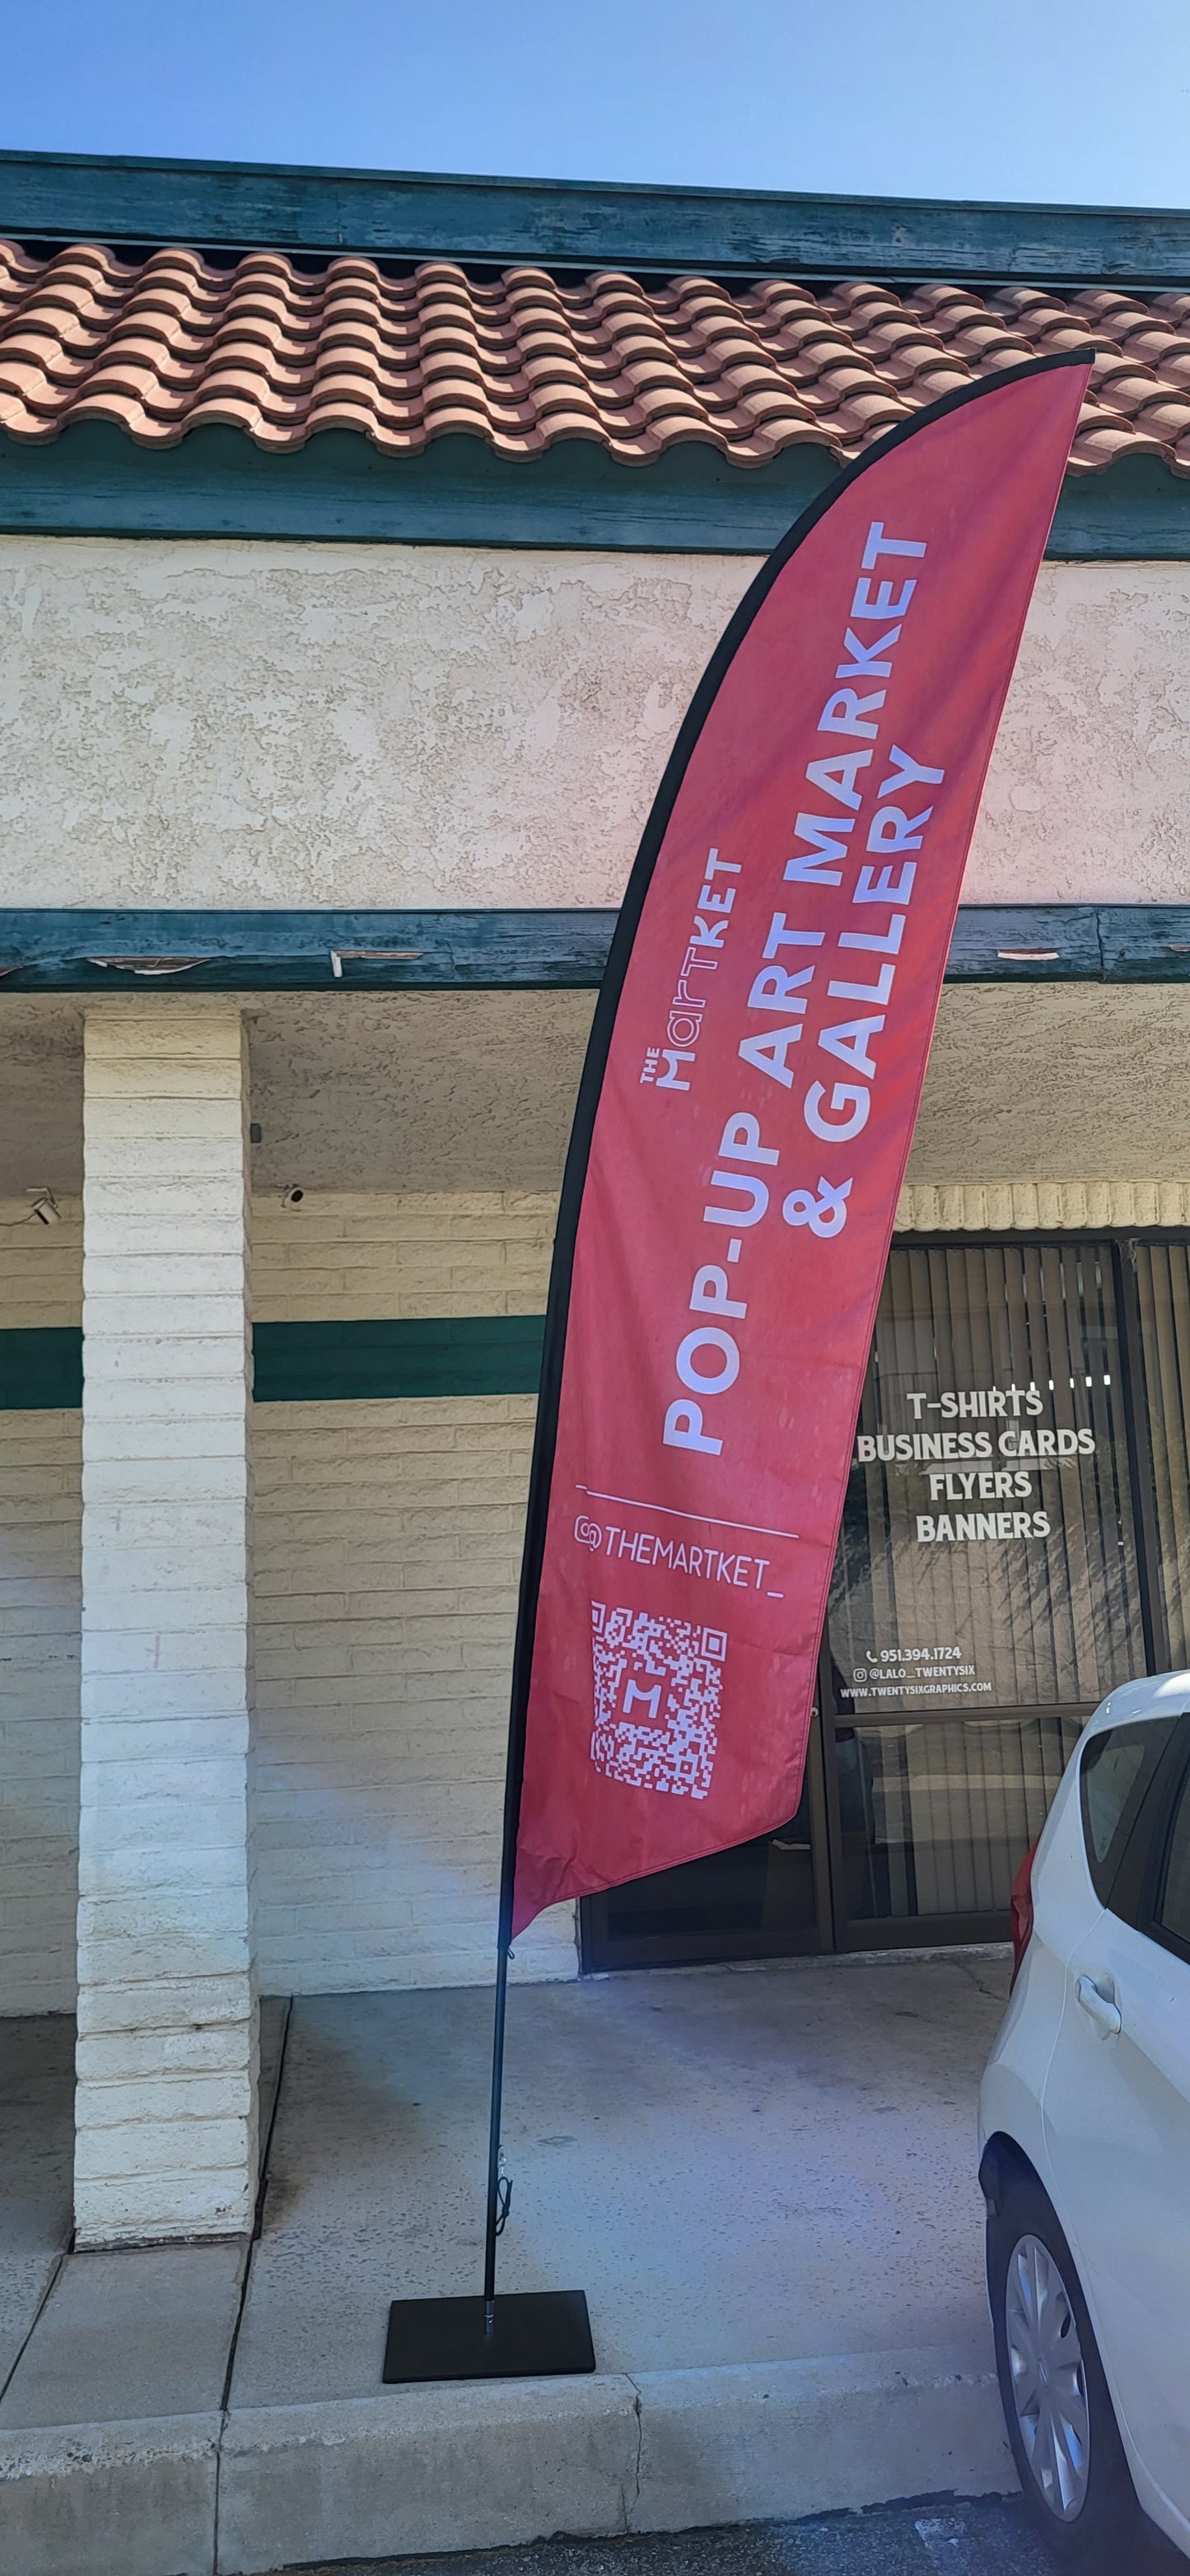 THE
MarTKET
POP-UP ART MARKET
& GALLERY
@THEMARTKET_
M
T-SHIRTS
BUSINESS CARDS
FLYERS
BANNERS
951.394.1724
@LALO_TWENTYSIX
WWW.TWENTYSIXGRAPHICS.COM